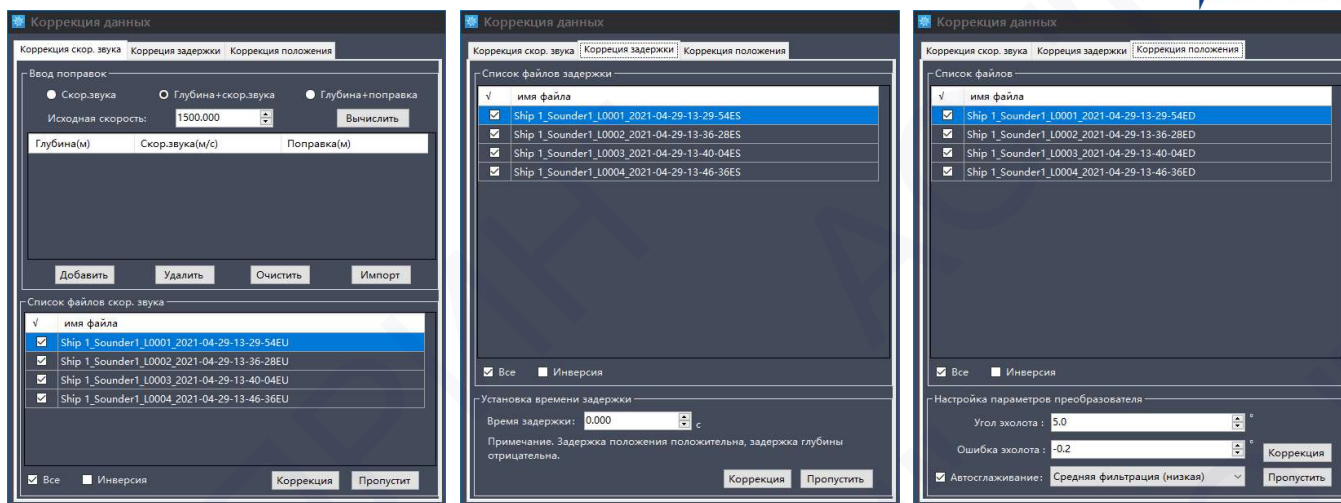 Коррекция данных
Коррекция скор. звука Корреция задержки Коррекция положения
Ввод поправок
Скор.звука Глубина+скор.звука Глубина+поправка
Исходная скорость: 1500.000 Вычислить
Глубина(м) Скор.звука(м/с) Поправка(м)
Добавить Удалить Очистить Импорт
Список файлов скор. звука
√ имя файла
Ship 1_Sounder1_L0001_2021-04-29-13-29-54EU
Ship 1_Sounder1_L0002_2021-04-29-13-36-28EU
Ship 1_Sounder1_L0003_2021-04-29-13-40-04EU
Ship 1_Sounder1_L0004_2021-04-29-13-46-36EU
Все Инверсия Коррекция Пропустит
Коррекция данных
Коррекция скор. звука Корреция задержки Коррекция положения
Список файлов задержки
√ имя файла
Ship 1_Sounder1_L0001_2021-04-29-13-29-54ES
Ship 1_Sounder1_L0002_2021-04-29-13-36-28ES
Ship 1_Sounder1_L0003_2021-04-29-13-40-04ES
Ship 1_Sounder1_L0004_2021-04-29-13-46-36ES
Все Инверсия
Установка времени задержки
Время задержки: 0.000 с
Примечание. Задержка положения положительна, задержка глубины
отрицательна.
Коррекция Пропустить
Коррекция данных
Коррекция скор. звука Корреция задержки Коррекция положения
Список файлов
√ имя файла
Ship 1_Sounder1_L0001_2021-04-29-13-29-54ED
Ship 1_Sounder1_L0002_2021-04-29-13-36-28ED
Ship 1_Sounder1_L0003_2021-04-29-13-40-04ED
Ship 1_Sounder1_L0004_2021-04-29-13-46-36ED
Все Инверсия
Настройка параметров преобразователя
Угол эхолота : 5.0 °
Ошибка эхолота : -0.2 °
Коррекция
Автосглаживание: Средняя фильтрация (низкая) Пропустить